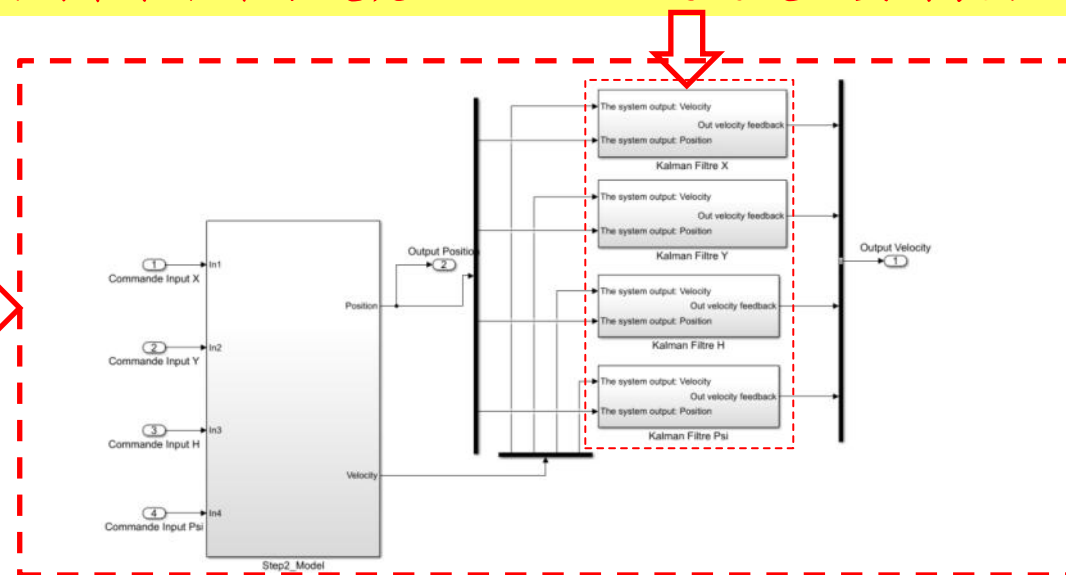 The system output: Velocity
Out velocity feedback
The system output: Position
Kalman Filtre X
The system output: Velocity
Out velocity feedback
The system output: Position
Kalman Filtre Y
The system output: Velocity
Out velocity feedback
The system output: Position
Kalman Filtre H
The system output: Velocity
Out velocity feedback
The system output: Position
Kalman Filtre Psi
Output Position
2
Output Velocity
1
1
In1
Commande Input X
Position
2
In2
Commande Input Y
3
In3
Commande Input H
Velocity
4
In4
Commande Input Psi
Step2_Model